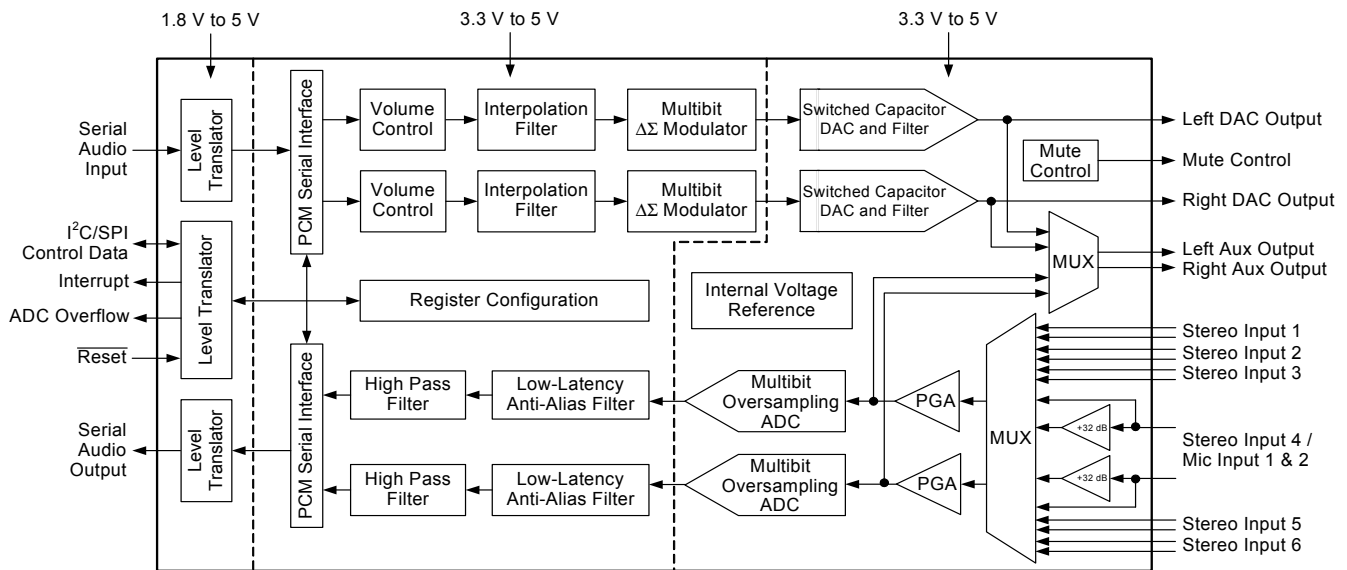 1.8 V to 5 V
3.3 V to 5 V
3.3 V to 5 V
Serial
Audio
Input
Level
Translator
PCM Serial Interface
Volume
Control
Interpolation
Filter
Multibit
ΔΣ Modulator
Switched Capacitor
DAC and Filter
Left DAC Output
Mute
Control
Mute Control
Volume
Control
Interpolation
Filter
Multibit
ΔΣ Modulator
Switched Capacitor
DAC and Filter
Right DAC Output
I²C/SPI
Control Data
Interrupt
ADC Overflow
Reset
Level Translator
Register Configuration
Internal Voltage
Reference
MUX
Left Aux Output
Right Aux Output
Stereo Input 1
Stereo Input 2
Stereo Input 3
PCM Serial Interface
High Pass
Filter
Low-Latency
Anti-Alias Filter
Multibit
Oversampling
ADC
PGA
MUX
+32 dB
Stereo Input 4 /
Mic Input 1 & 2
Serial
Audio
Output
Level
Translator
High Pass
Filter
Low-Latency
Anti-Alias Filter
Multibit
Oversampling
ADC
PGA
+32 dB
Stereo Input 5
Stereo Input 6